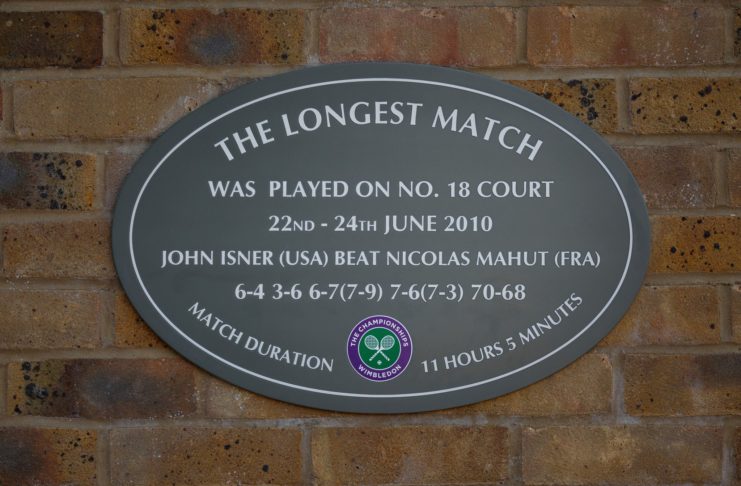 THE LONGEST MATCH
WAS PLAYED ON NO. 18 COURT
22ND - 24TH JUNE 2010
JOHN ISNER (USA) BEAT NICOLAS MAHUT (FRA)
6-4 3-6 6-7(7-9) 7-6(7-3) 70-68
MATCH DURATION
THE CHAMPIONSHIPS
WIMBLEDON
11 HOURS 5 MINUTES